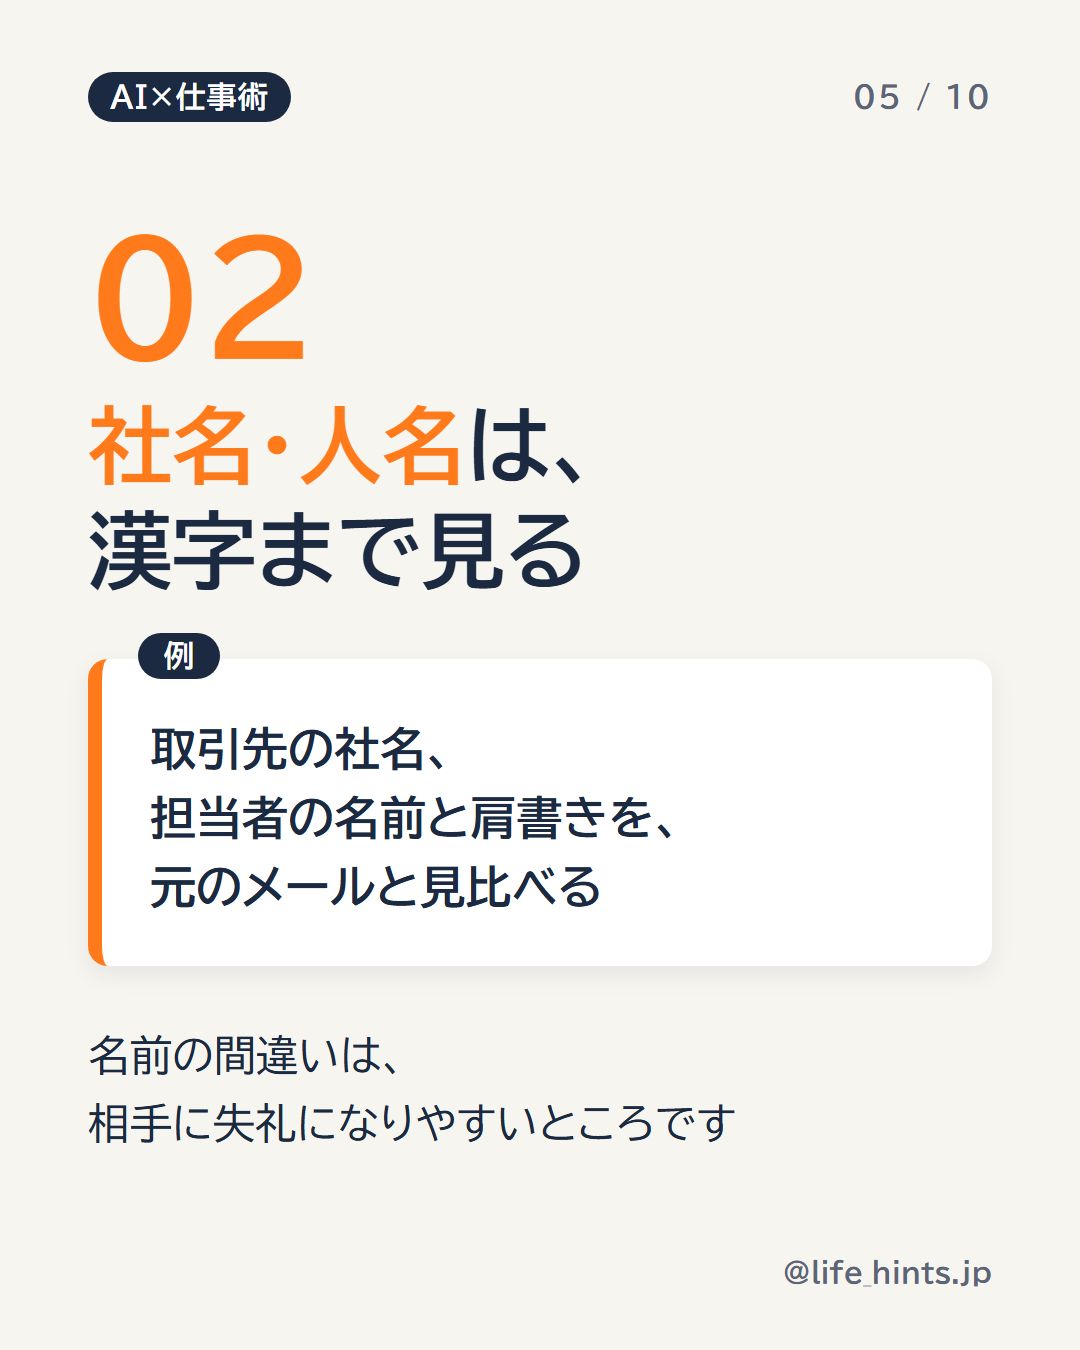 AI×仕事術
05 / 10
02
社名・人名は、
漢字まで見る
例
取引先の社名、
担当者の名前と肩書きを、
元のメールと見比べる
名前の間違いは、
相手に失礼になりやすいところです
@life_hints.jp